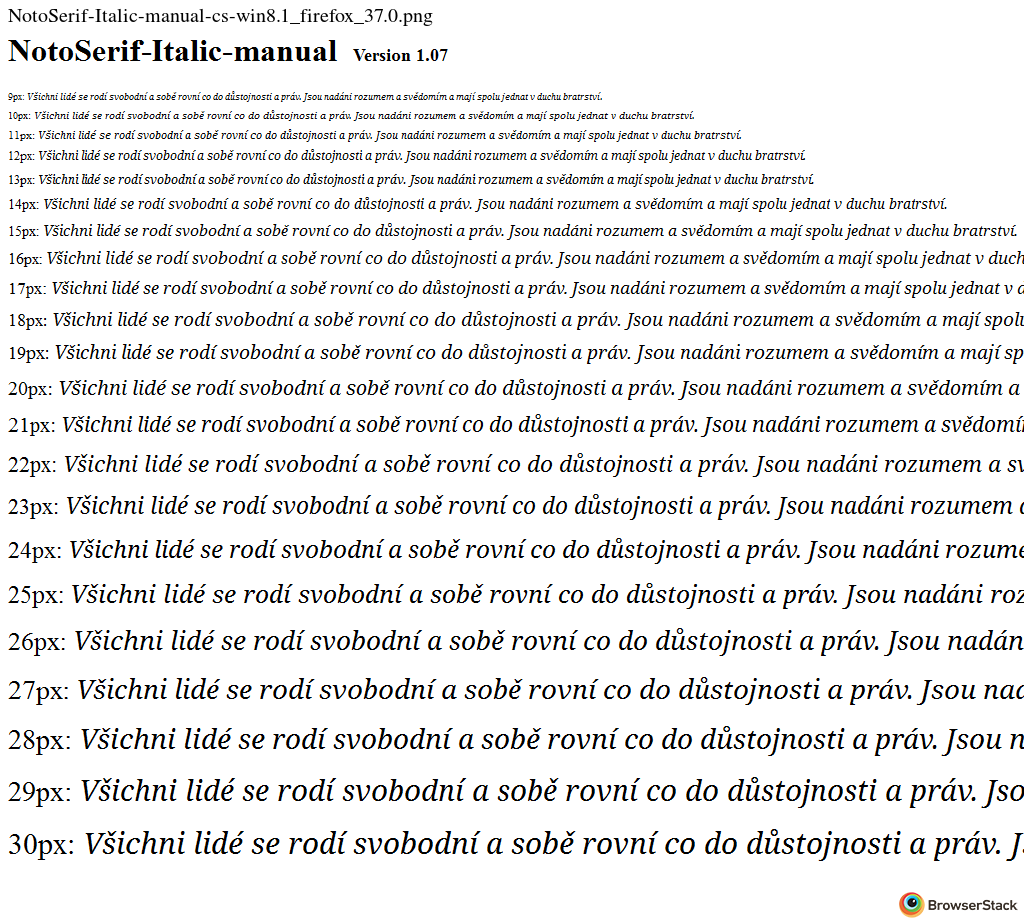 NotoSerif-Italic-manual-cs-win8.1_firefox_37.0.png
NotoSerif-Italic-manual Version 1.07
9px: Všichni lidé se rodí svobodní a sobě rovní co do důstojnosti a práv. Jsou nadáni rozumem a svědomím a mají spolu jednat v duchu bratrství.
10px: Všichni lidé se rodí svobodní a sobě rovní co do důstojnosti a práv. Jsou nadáni rozumem a svědomím a mají spolu jednat v duchu bratrství.
11px: Všichni lidé se rodí svobodní a sobě rovní co do důstojnosti a práv. Jsou nadáni rozumem a svědomím a mají spolu jednat v duchu bratrství.
12px: Všichni lidé se rodí svobodní a sobě rovní co do důstojnosti a práv. Jsou nadáni rozumem a svědomím a mají spolu jednat v duchu bratrství.
13px: Všichni lidé se rodí svobodní a sobě rovní co do důstojnosti a práv. Jsou nadáni rozumem a svědomím a mají spolu jednat v duchu bratrství.
14px: Všichni lidé se rodí svobodní a sobě rovní co do důstojnosti a práv. Jsou nadáni rozumem a svědomím a mají spolu jednat v duchu bratrství.
15px: Všichni lidé se rodí svobodní a sobě rovní co do důstojnosti a práv. Jsou nadáni rozumem a svědomím a mají spolu jednat v duchu bratrství.
16px: Všichni lidé se rodí svobodní a sobě rovní co do důstojnosti a práv. Jsou nadáni rozumem a svědomím a mají spolu jednat v duch
17px: Všichni lidé se rodí svobodní a sobě rovní co do důstojnosti a práv. Jsou nadáni rozumem a svědomím a mají spolu jednat v d
18px: Všichni lidé se rodí svobodní a sobě rovní co do důstojnosti a práv. Jsou nadáni rozumem a svědomím a mají spolu
19px: Všichni lidé se rodí svobodní a sobě rovní co do důstojnosti a práv. Jsou nadáni rozumem a svědomím a mají sp
20px: Všichni lidé se rodí svobodní a sobě rovní co do důstojnosti a práv. Jsou nadáni rozumem a svědomím a
21px: Všichni lidé se rodí svobodní a sobě rovní co do důstojnosti a práv. Jsou nadáni rozumem a svědomí
22px: Všichni lidé se rodí svobodní a sobě rovní co do důstojnosti a práv. Jsou nadáni rozumem a sv
23px: Všichni lidé se rodí svobodní a sobě rovní co do důstojnosti a práv. Jsou nadáni rozumem a
24px: Všichni lidé se rodí svobodní a sobě rovní co do důstojnosti a práv. Jsou nadáni rozume
25px: Všichni lidé se rodí svobodní a sobě rovní co do důstojnosti a práv. Jsou nadáni roz
26px: Všichni lidé se rodí svobodní a sobě rovní co do důstojnosti a práv. Jsou nadán
27px: Všichni lidé se rodí svobodní a sobě rovní co do důstojnosti a práv. Jsou nad
28px: Všichni lidé se rodí svobodní a sobě rovní co do důstojnosti a práv. Jsou n
29px: Všichni lidé se rodí svobodní a sobě rovní co do důstojnosti a práv. Jso
30px: Všichni lidé se rodí svobodní a sobě rovní co do důstojnosti a práv. J
BrowserStack